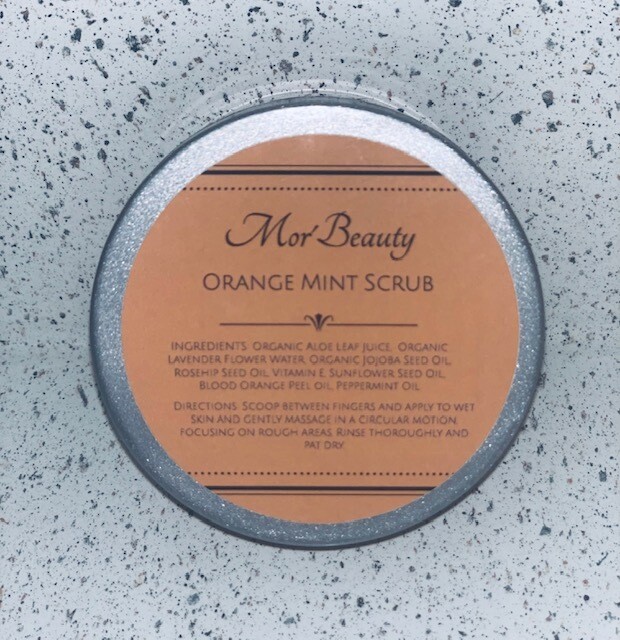 Mor Beauty
Orange Mint Scrub
Ingredients: Organic Aloe Leaf Juice, Organic
Lavender Flower Water, Organic Jojoba Seed Oil,
Rosehip Seed Oil, Vitamin E, Sunflower Seed Oil,
Blood Orange Peel Oil, Peppermint Oil
Directions: Scoop between fingers and apply to wet
skin and gently massage in a circular motion,
focusing on rough areas. Rinse thoroughly and
pat dry.